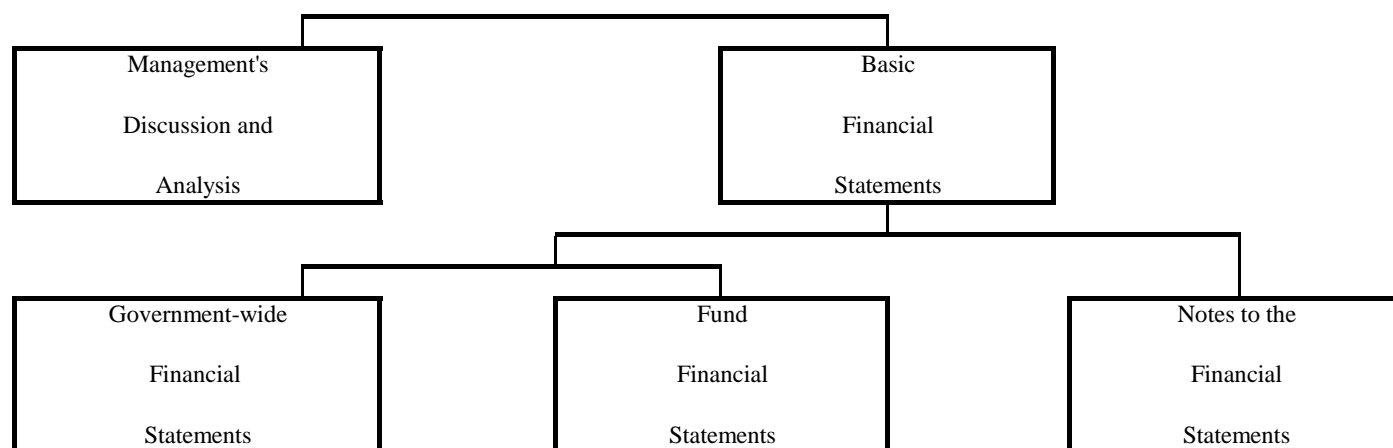 Management's
Discussion and
Analysis
Basic
Financial
Statements
Government-wide
Financial
Statements
Fund
Financial
Statements
Notes to the
Financial
Statements